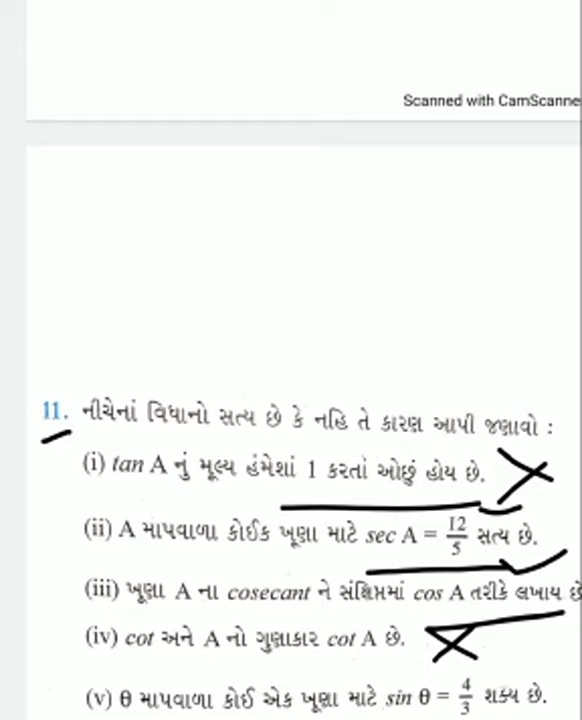 Scanned with CamScanne
11. નીચેનાં વિધાનો સત્ય છે કે નહિ તે કારણ આપી જણાવો :
(i) tan A નું મૂલ્ય હંમેશાં 1 કરતાં ઓછું હોય છે.
(ii) A માપવાળા કોઈક ખૂણા માટે sec A = 12/5 સત્ય છે.
(iii) ખૂણા A ના cosecant ને સંક્ષિપ્તમાં cos A તરીકે લખાય છે
(iv) cot અને A નો ગુણાકાર cot A છે.
(v) θ માપવાળા કોઈ એક ખૂણા માટે sin θ = 4/3 શક્ય છે.